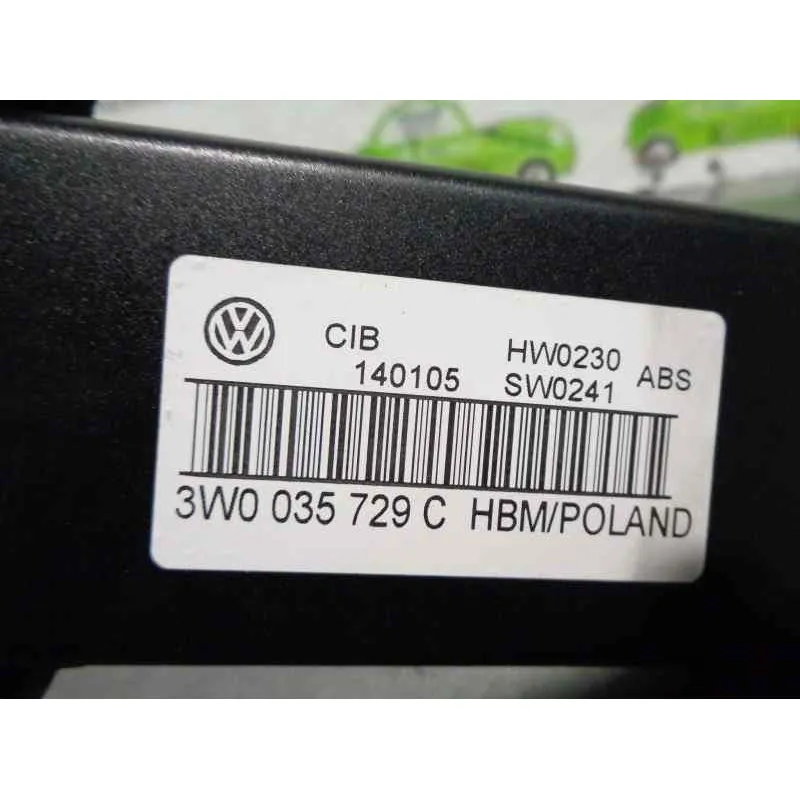 CIB HW0230 ABS
140105 SW0241
3W0 035 729 C HBM/POLAND